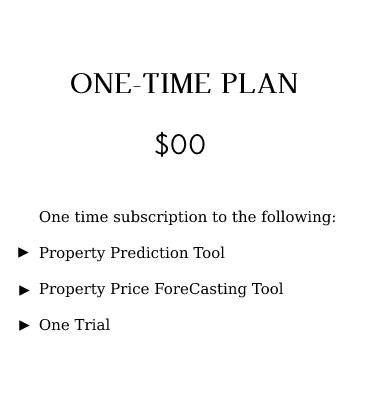 ONE-TIME PLAN
$00
One time subscription to the following:
▶ Property Prediction Tool
▶ Property Price ForeCasting Tool
▶ One Trial